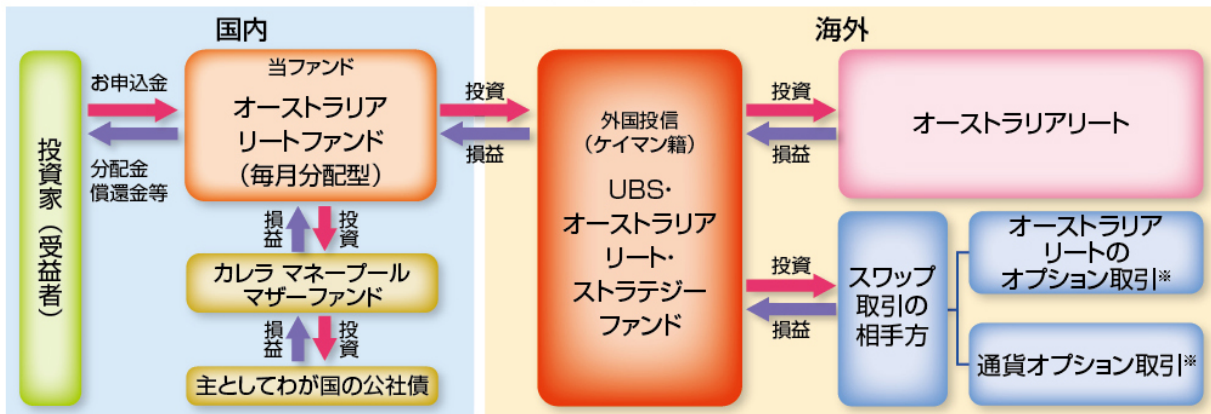 国内
投資家（受益者）
お申込金
分配金
償還金等
当ファンド
オーストラリア
リートファンド
（毎月分配型）
損益
投資
カレラ マネープール
マザーファンド
損益
投資
主としてわが国の公社債
投資
損益
海外
外国投信
（ケイマン籍）
UBS・
オーストラリア
リート・
ストラテジー
ファンド
投資
損益
オーストラリアリート
投資
損益
スワップ
取引の
相手方
オーストラリア
リートの
オプション取引※
通貨オプション取引※